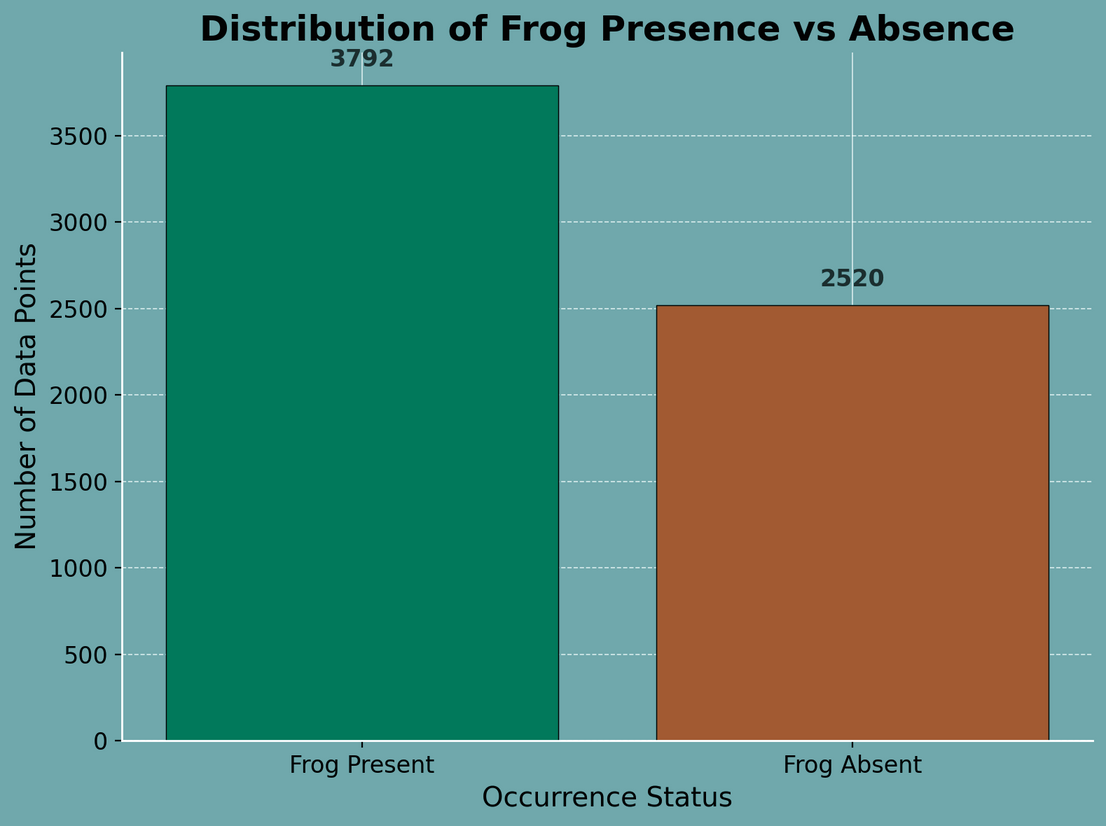 Distribution of Frog Presence vs Absence
3792
2520
Number of Data Points
3500
3000
2500
2000
1500
1000
500
0
Frog Present
Frog Absent
Occurrence Status